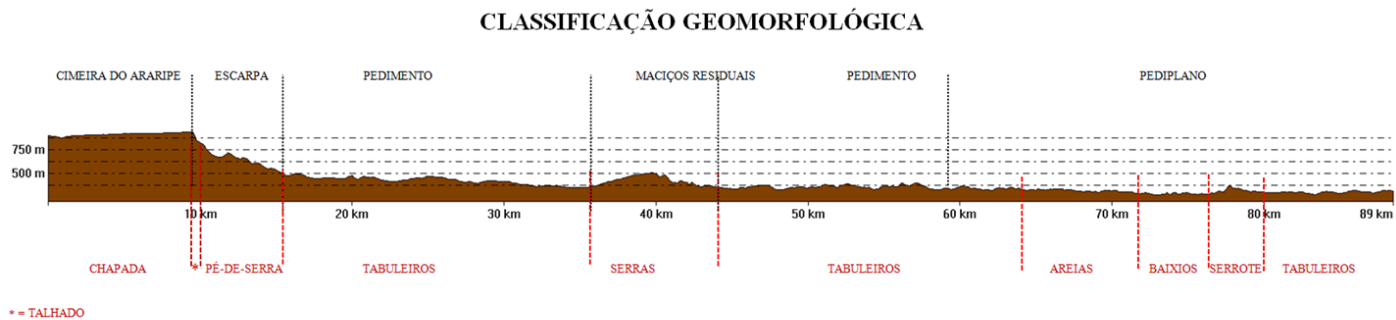 CLASSIFICAÇÃO GEOMORFOLÓGICA
CIMEIRA DO ARARIPE ESCARPA PEDIMENTO MACIÇOS RESIDUAIS PEDIMENTO PEDIPLANO
750 m
500 m
10 km 20 km 30 km 40 km 50 km 60 km 70 km 80 km 89 km
CHAPADA * PÉ-DE-SERRA TABULEIROS SERRAS TABULEIROS AREIAS BAIXIOS SERROTE TABULEIROS
* = TALHADO